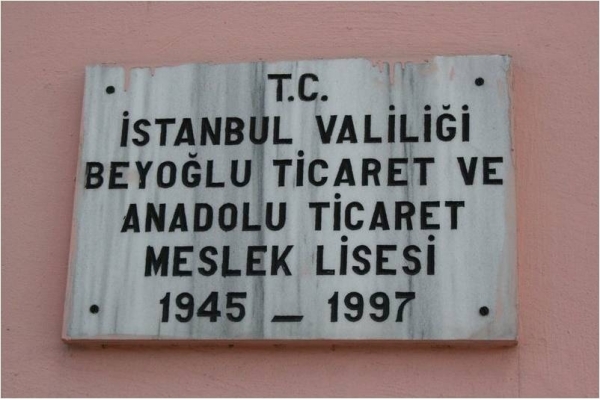 T.C.
İSTANBUL VALİLİĞİ
BEYOĞLU TİCARET VE
ANADOLU TİCARET
MESLEK LİSESİ
1945 _ 1997